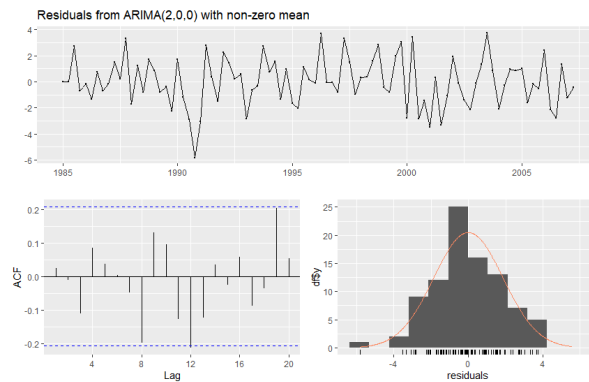 Residuals from ARIMA(2,0,0) with non-zero mean
4
2
0
-2
-4
-6
1985 1990 1995 2000 2005
ACF
0.2
0.1
0.0
-0.1
-0.2
4 8 12 16 20
Lag
df$y
25
20
15
10
5
0
-4 0 4
residuals